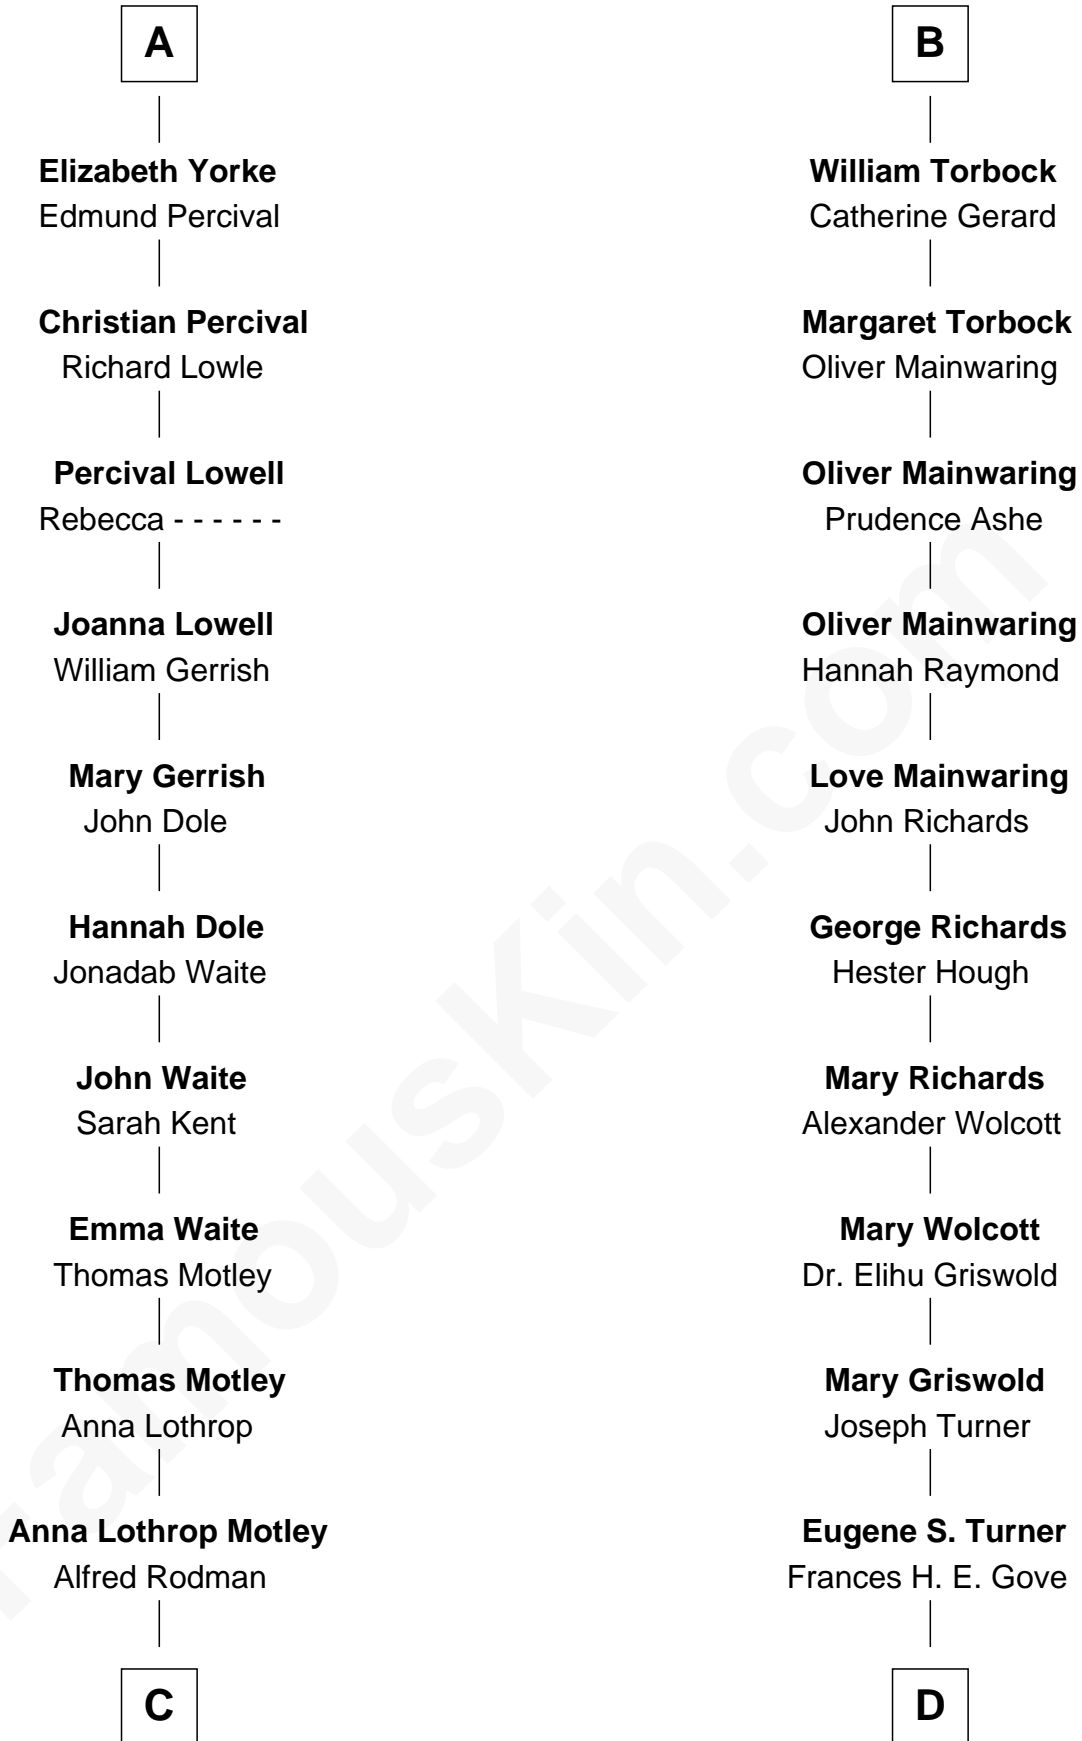 A
Elizabeth Yorke
Edmund Percival
Christian Percival
Richard Lowle
Percival Lowell
Rebecca - - - - - -
Joanna Lowell
William Gerrish
Mary Gerrish
John Dole
Hannah Dole
Jonadab Waite
John Waite
Sarah Kent
Emma Waite
Thomas Motley
Thomas Motley
Anna Lothrop
Anna Lothrop Motley
Alfred Rodman
C
B
William Torbock
Catherine Gerard
Margaret Torbock
Oliver Mainwaring
Oliver Mainwaring
Prudence Ashe
Oliver Mainwaring
Hannah Raymond
Love Mainwaring
John Richards
George Richards
Hester Hough
Mary Richards
Alexander Wolcott
Mary Wolcott
Dr. Elihu Griswold
Mary Griswold
Joseph Turner
Eugene S. Turner
Frances H. E. Gove
D
FamousKin.com